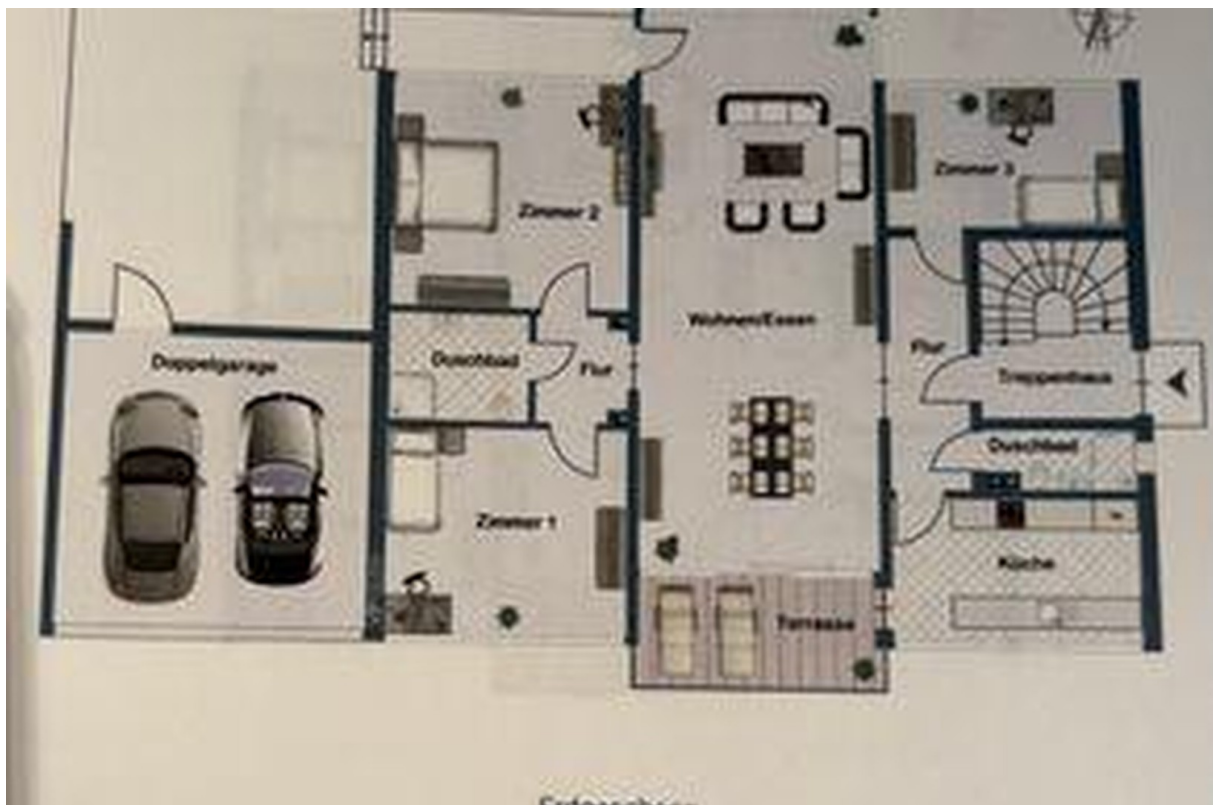 Zimmer 2
Zimmer 3
Wohnen/Essen
Doppelgarage
Duschbad
Flur
Flur
Treppenhaus
Duschbad
Zimmer 1
Küche
Terrasse